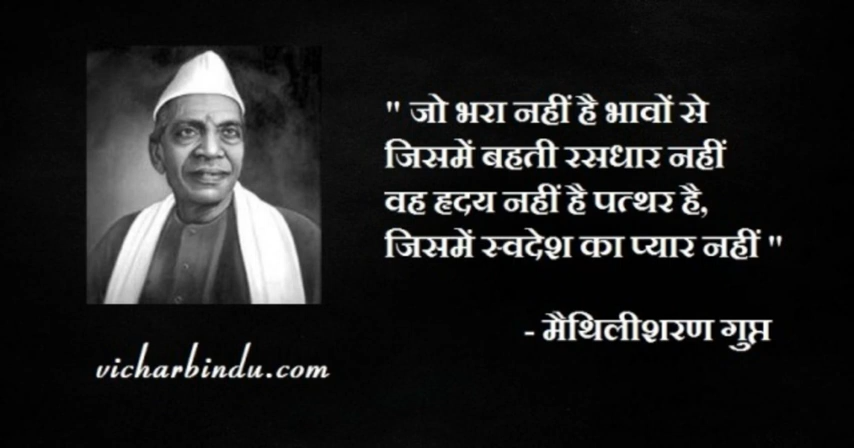 " जो भरा नहीं है भावों से
जिसमें बहती रसधार नहीं
वह हृदय नहीं है पत्थर है,
जिसमें स्वदेश का प्यार नहीं "
- मैथिलीशरण गुप्त
vicharbindu.com